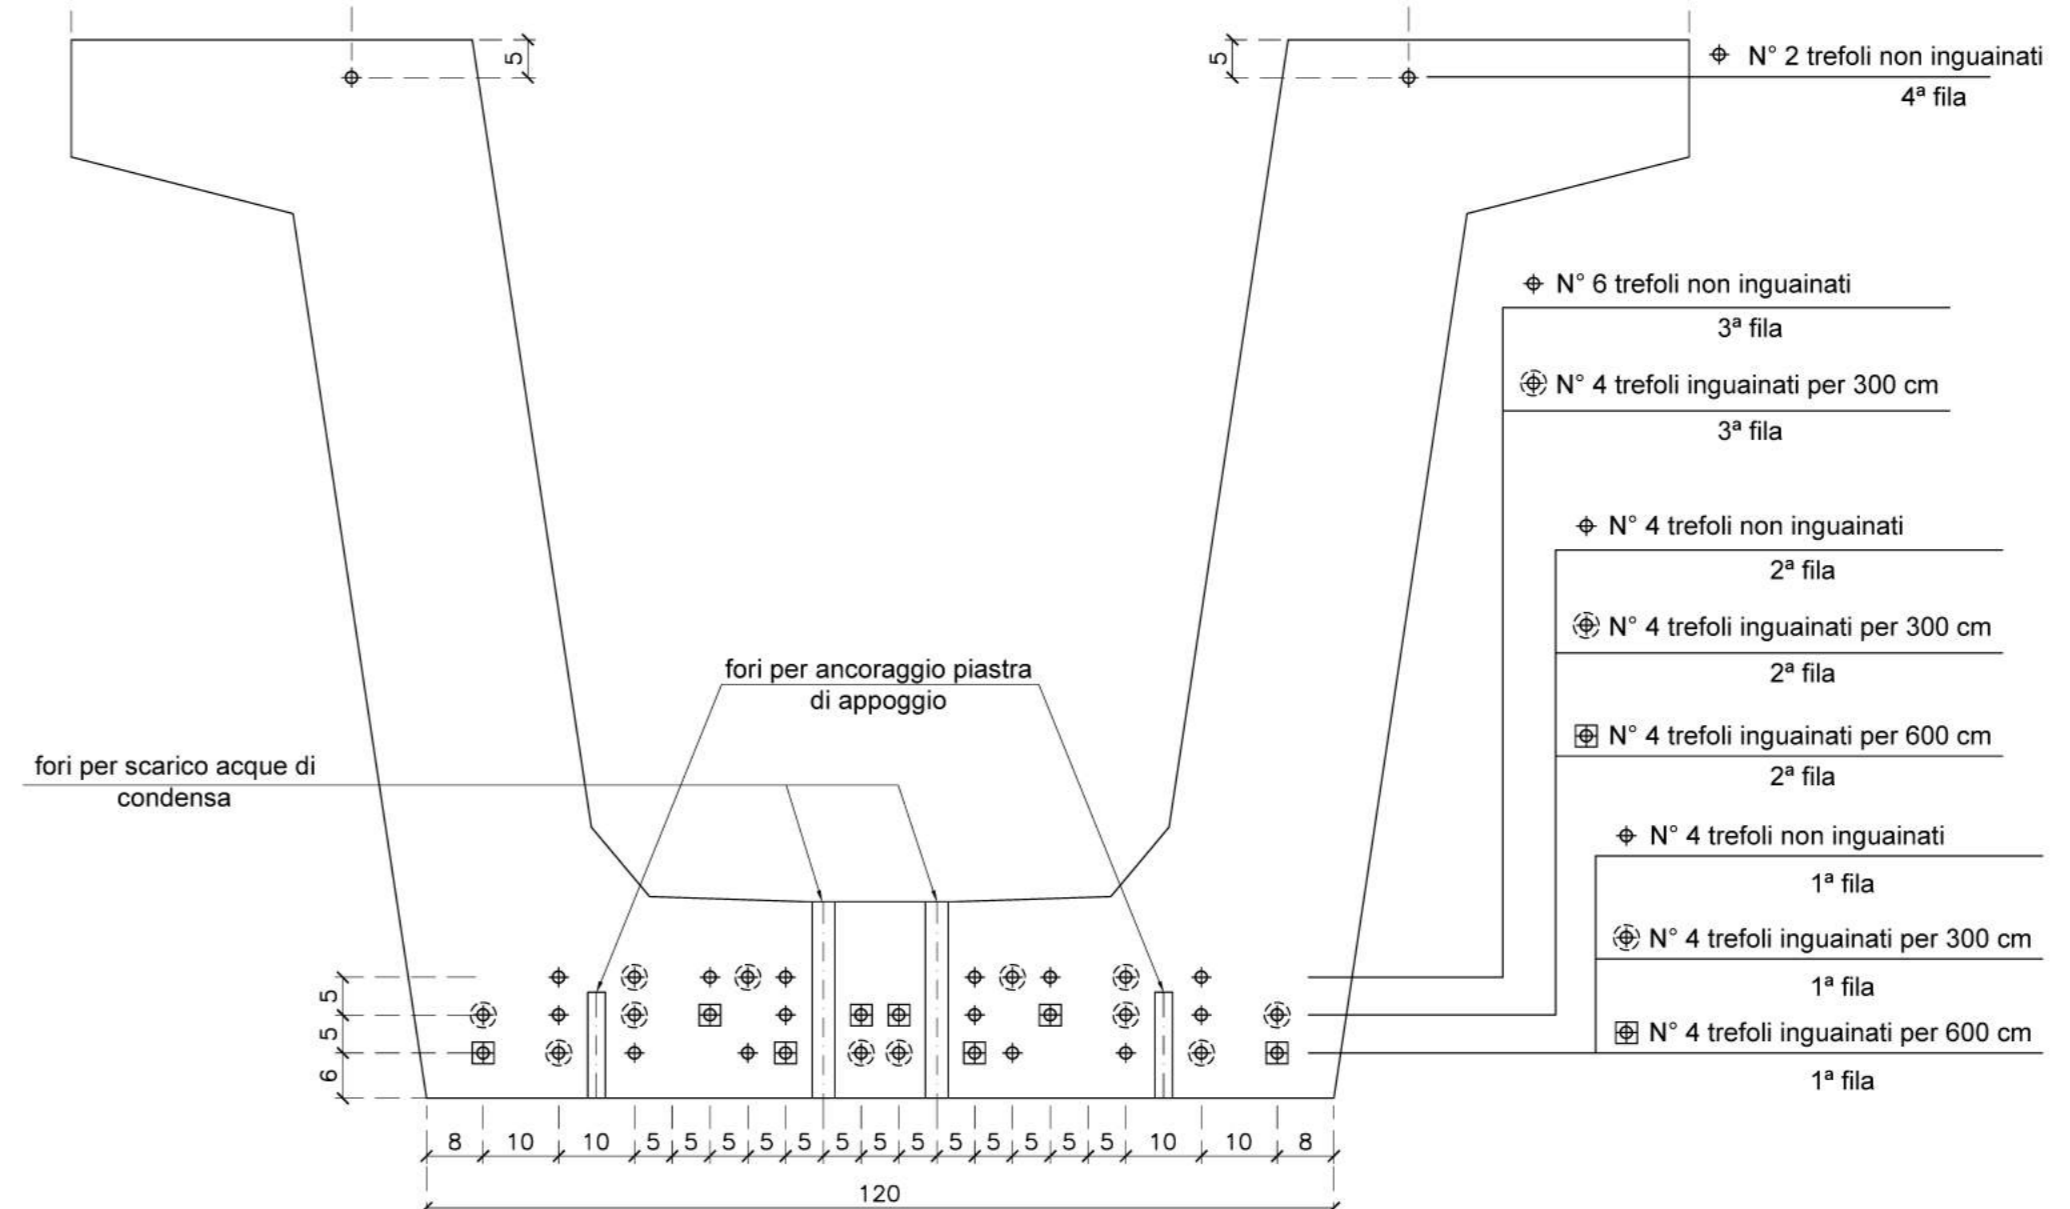 5
5
N° 2 trefoli non inguainati
4ª fila
N° 6 trefoli non inguainati
3ª fila
N° 4 trefoli inguainati per 300 cm
3ª fila
N° 4 trefoli non inguainati
2ª fila
N° 4 trefoli inguainati per 300 cm
2ª fila
N° 4 trefoli inguainati per 600 cm
2ª fila
fori per ancoraggio piastra
di appoggio
fori per scarico acque di
condensa
N° 4 trefoli non inguainati
1ª fila
N° 4 trefoli inguainati per 300 cm
1ª fila
N° 4 trefoli inguainati per 600 cm
1ª fila
5
5
6
8 10 10 5 5 5 5 5 5 5 5 5 5 5 5 5 10 10 8
120